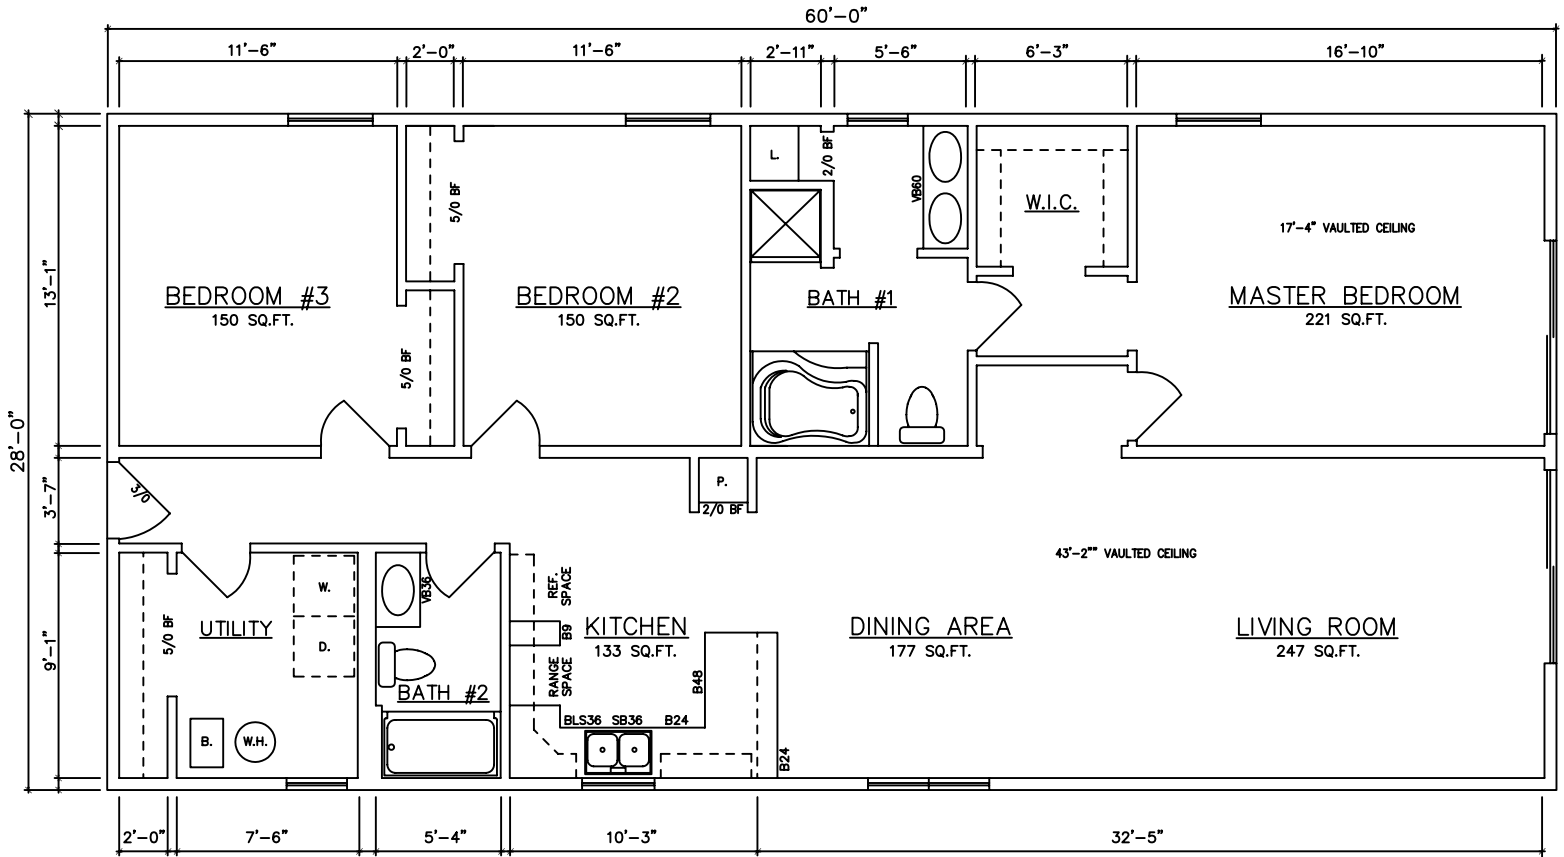 60'-0"
11'-6"
2'-0"
11'-6"
2'-11"
5'-6"
6'-3"
16'-10"
28'-0"
13'-1"
3'-7"
9'-1"
BEDROOM #3
150 SQ.FT.
5/0 BF
5/0 BF
BEDROOM #2
150 SQ.FT.
L.
2/0 BF
VB60
BATH #1
W.I.C.
17'-4" VAULTED CEILING
MASTER BEDROOM
221 SQ.FT.
3/0
P.
2/0 BF
43'-2"" VAULTED CEILING
5/0 BF
UTILITY
W.
D.
B.
W.H.
VB36
BATH #2
REF.
SPACE
B9
RANGE
SPACE
KITCHEN
133 SQ.FT.
B48
BLS36 SB36 B24
B24
DINING AREA
177 SQ.FT.
LIVING ROOM
247 SQ.FT.
2'-0"
7'-6"
5'-4"
10'-3"
32'-5"